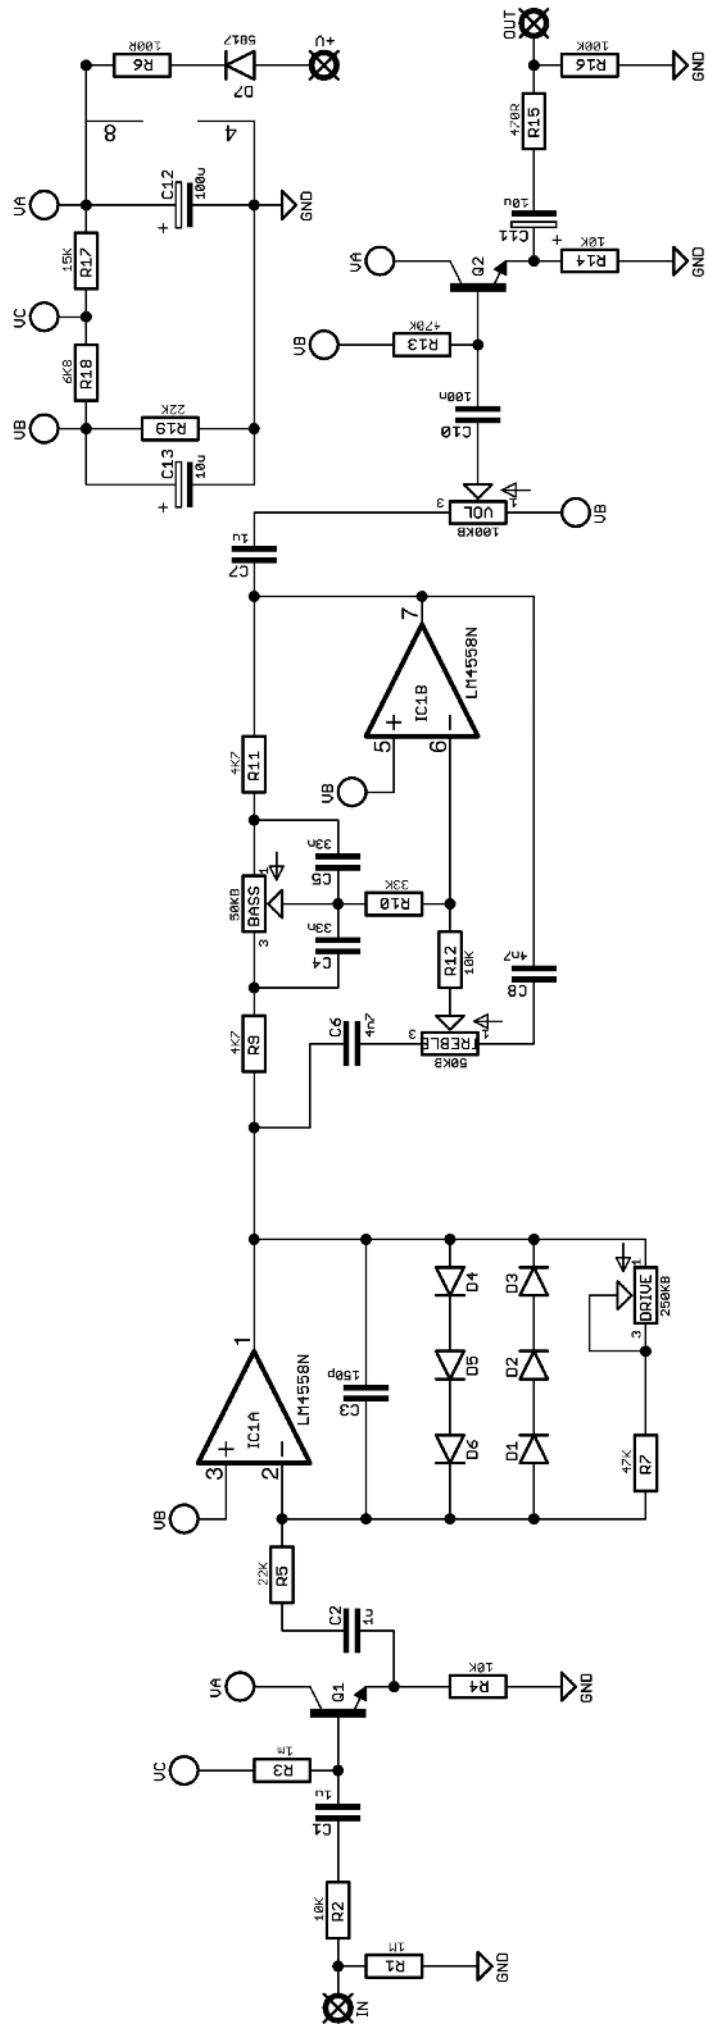 IN
R1
1M
GND
R2
10K
C1
1u
VC
R3
1m
VA
Q1
R4
10K
GND
C2
1u
R5
22K
VB
3
2
1
+
-
IC1A
LM4558N
C3
150p
D6
D5
D4
D1
D2
D3
R7
47K
3
1
DRIVE
250KB
R9
4K7
C6
4n7
3
TREBLE
1
50KB
C4
33n
C5
33n
3
50KB
BASS
1
R10
33K
R12
10K
C8
4n7
R11
4K7
VB
5
6
7
+
-
IC1B
LM4558N
C7
1u
3
VOL
1
100KB
VB
C10
100n
VB
R13
470K
VA
Q2
R14
10K
GND
C11
10u
+
R15
470R
R16
100K
GND
OUT
VB
VC
VA
R18
6K8
R17
15K
+
C13
10u
R19
22K
+
C12
100u
GND
8
4
R6
100R
D7
5817
+V